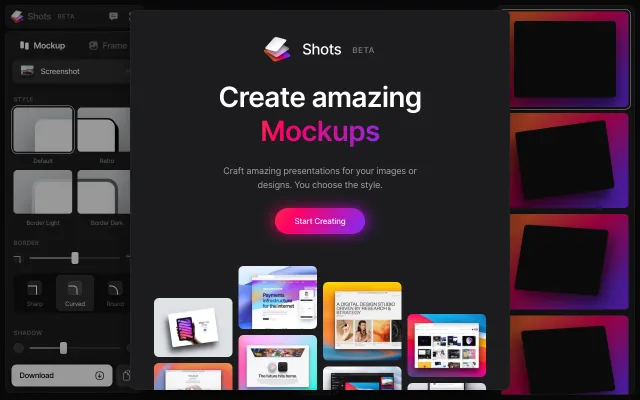 Shots BETA
Mockup
Frame
Screenshot
STYLE
Default
Retro
Border Light
Border Dark
BORDER
Sharp
Curved
Round
SHADOW
Download
Shots BETA
Create amazing
Mockups
Craft amazing presentations for your images or
designs. You choose the style.
Start Creating
Payments
infrastructure
for the internet
A DIGITAL DESIGN STUDIO
DRIVEN BY RESEARCH &
STRATEGY
The future hits home.